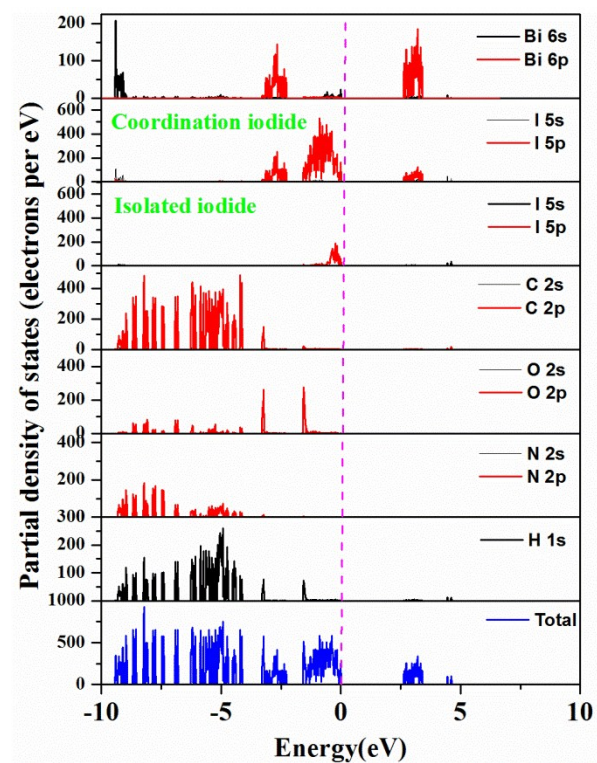 Partial density of states (electrons per eV)
200
100
0
Bi 6s
Bi 6p
600
400
200
0
Coordination iodide
I 5s
I 5p
600
400
200
0
Isolated iodide
I 5s
I 5p
400
200
0
C 2s
C 2p
400
200
0
O 2s
O 2p
400
200
300
N 2s
N 2p
200
100
1000
H 1s
500
0
Total
-10
-5
0
5
10
Energy(eV)